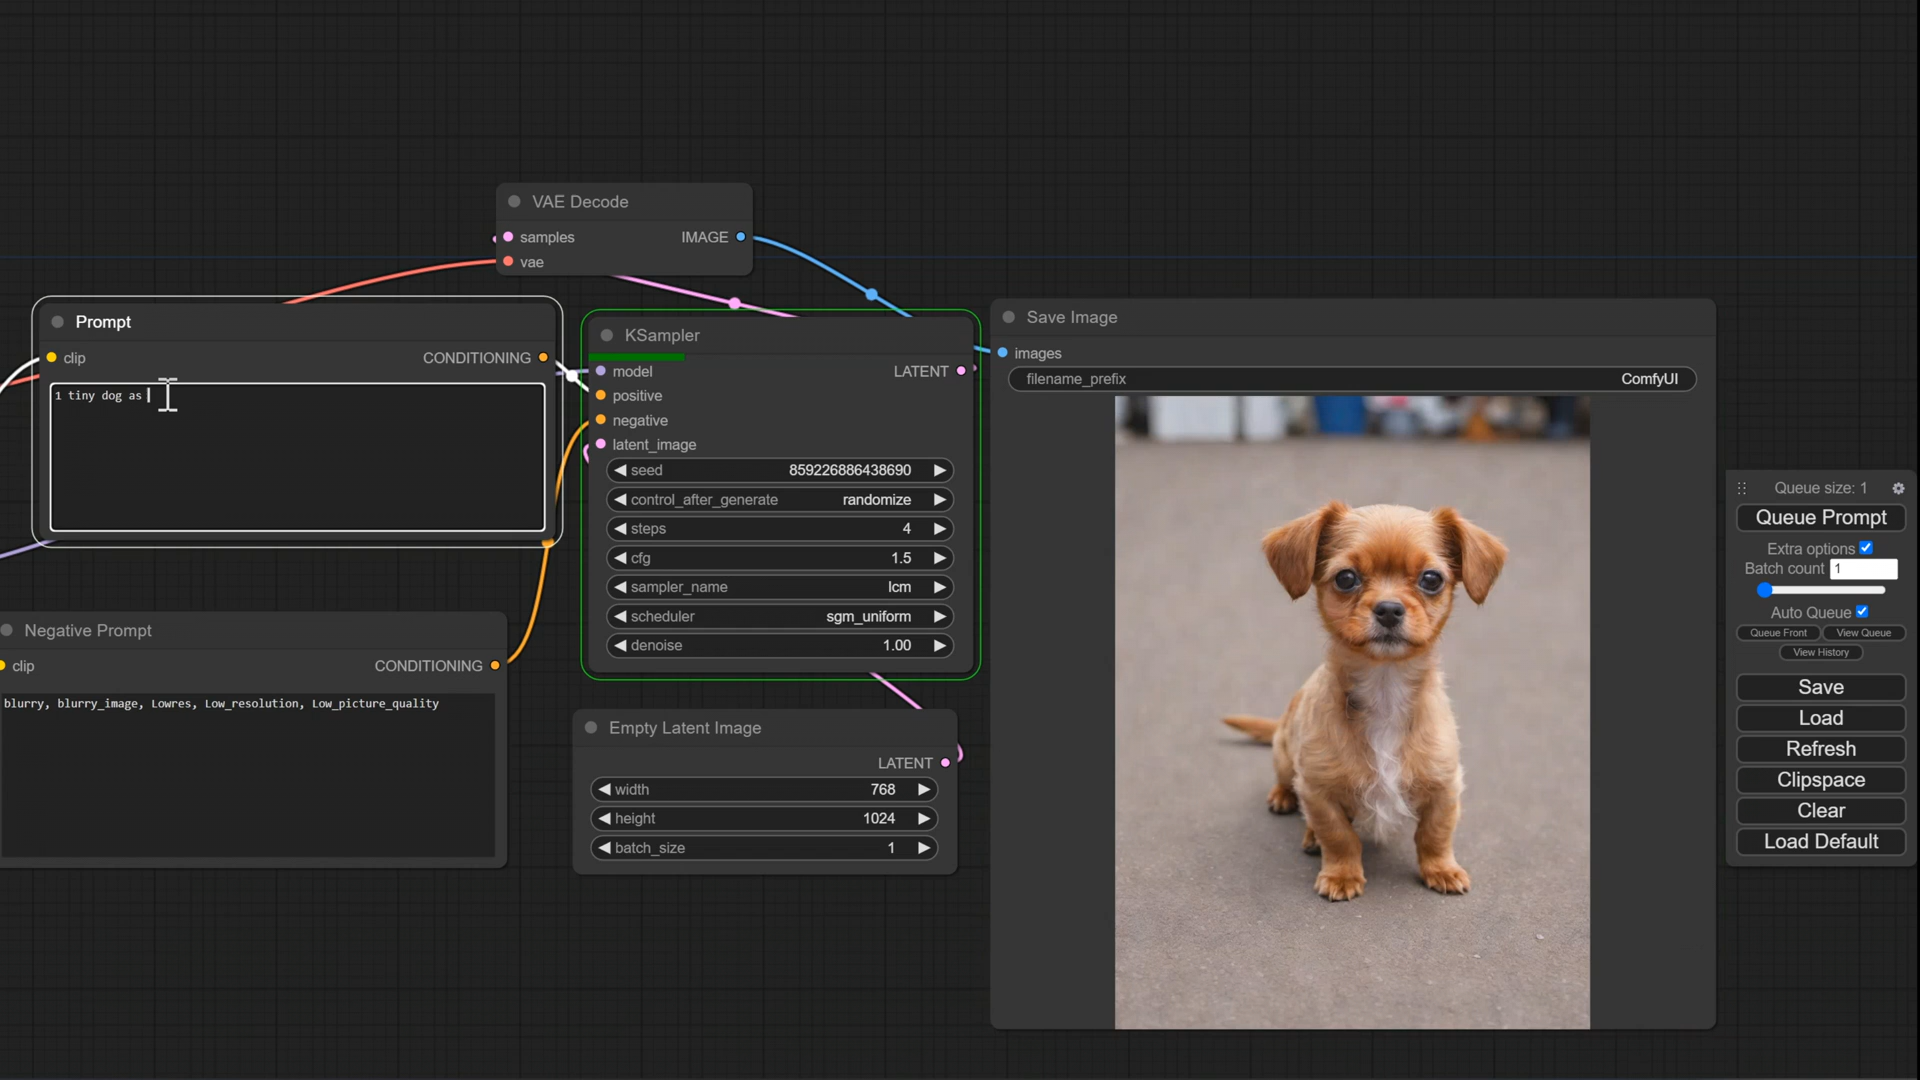 VAE Decode
samples IMAGE
vae
Prompt
clip CONDITIONING
1 tiny dog as
Negative Prompt
clip CONDITIONING
blurry, blurry_image, Lowres, Low_resolution, Low_picture_quality
KSampler
model LATENT
positive
negative
latent_image
seed 859226886438690
control_after_generate randomize
steps 4
cfg 1.5
sampler_name lcm
scheduler sgm_uniform
denoise 1.00
Empty Latent Image
LATENT
width 768
height 1024
batch_size 1
Save Image
images
filename_prefix ComfyUI
Queue size: 1
Queue Prompt
Extra options
Batch count 1
Auto Queue
Queue Front View Queue
View History
Save
Load
Refresh
Clipspace
Clear
Load Default